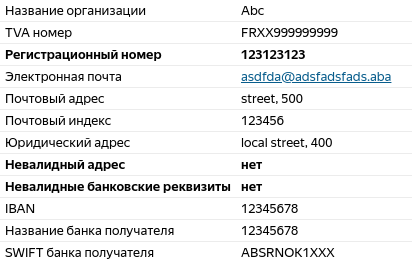 Название организации Abc
TVA номер FRXX999999999
Регистрационный номер 123123123
Электронная почта asdfda@adsfadsfads.aba
Почтовый адрес street, 500
Почтовый индекс 123456
Юридический адрес local street, 400
Невалидный адрес нет
Невалидные банковские реквизиты нет
IBAN 12345678
Название банка получателя 12345678
SWIFT банка получателя ABSRNOK1XXX